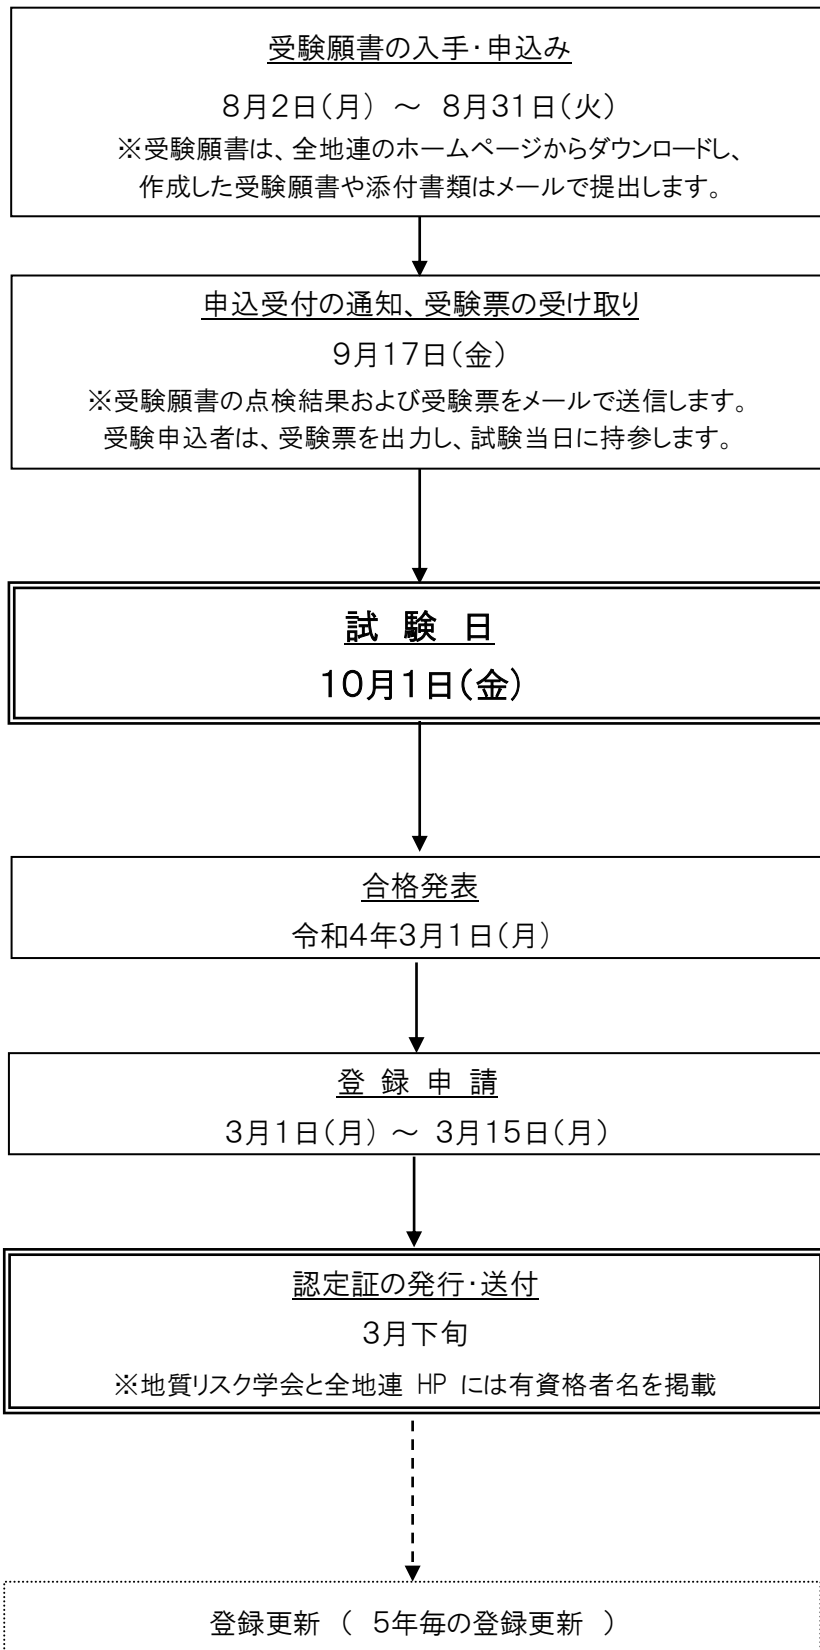 受験願書の入手・申込み
8月2日(月) ～ 8月31日(火)
※受験願書は、全地連のホームページからダウンロードし、
作成した受験願書や添付書類はメールで提出します。
申込受付の通知、受験票の受け取り
9月17日(金)
※受験願書の点検結果および受験票をメールで送信します。
受験申込者は、受験票を出力し、試験当日に持参します。
試 験 日
10月1日(金)
合格発表
令和4年3月1日(月)
登 録 申 請
3月1日(月) ～ 3月15日(月)
認定証の発行・送付
3月下旬
※地質リスク学会と全地連 HP には有資格者名を掲載
登録更新 ( 5年毎の登録更新 )